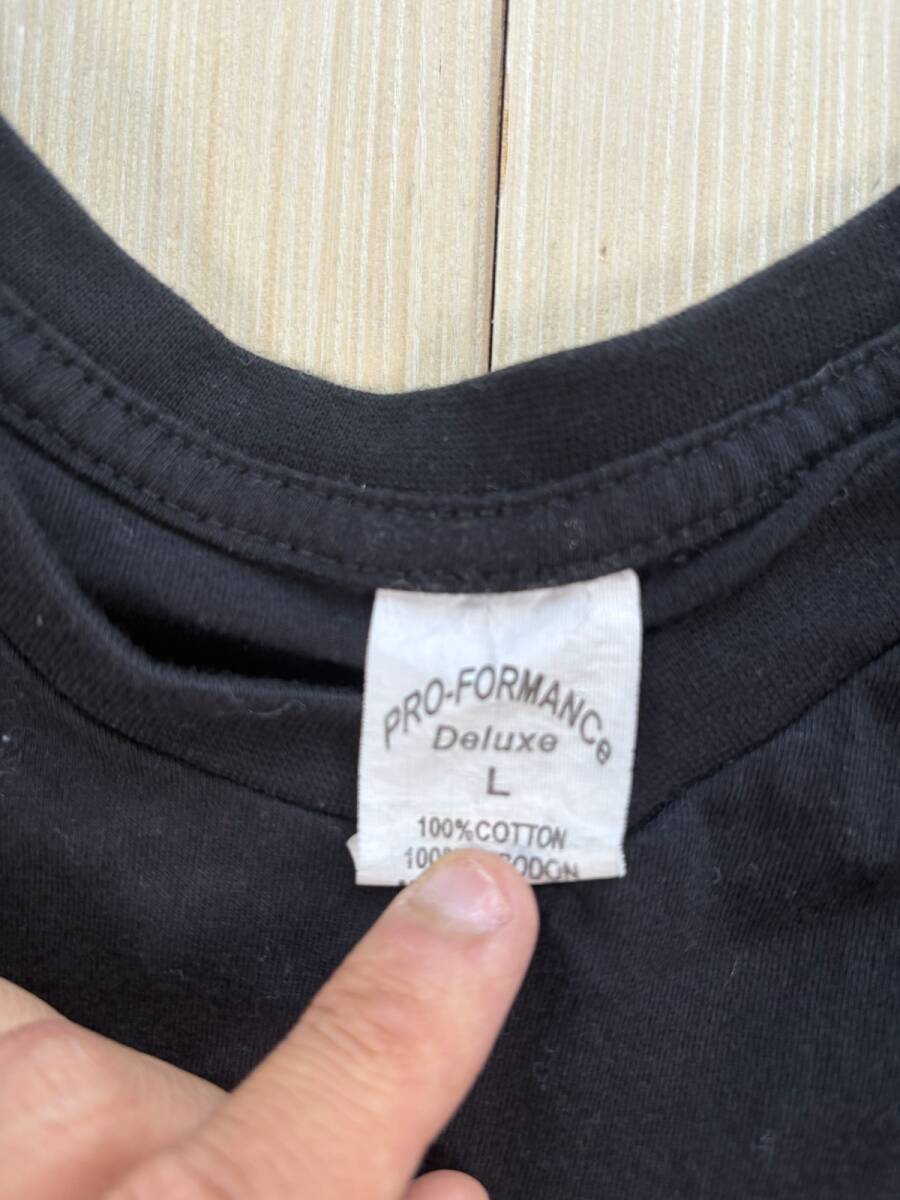 PRO-FORMANCE
Deluxe
L
100%COTTON